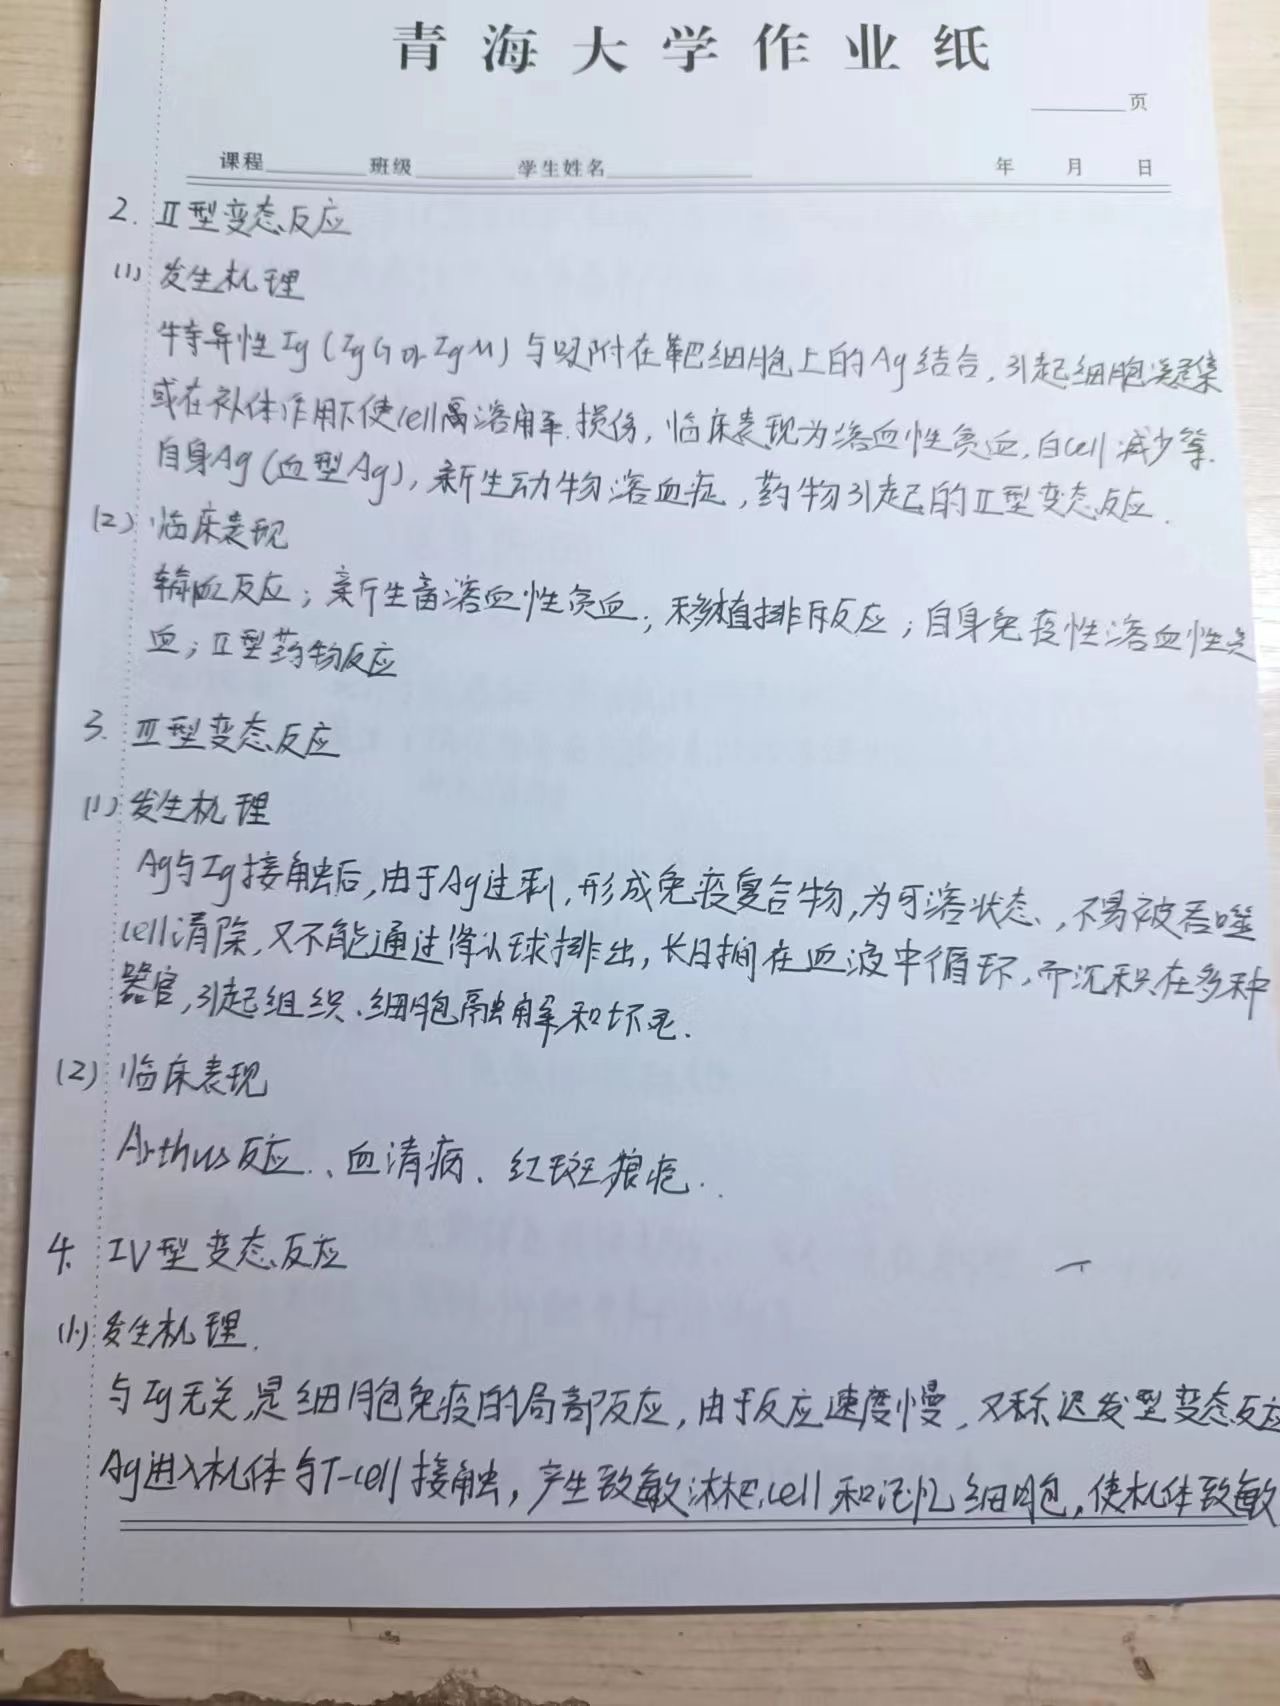 青海大学作业纸
页
课程 班级 学生姓名 年 月 日
2. Ⅱ型变态反应
(1) 发生机理
特异性Ig(IgG or IgM)与吸附在靶细胞上的Ag结合,引起细胞凝集
或在补体作用下使cell溶解.损伤,临床表现为溶血性贫血,白cell减少等.
自身Ag(血型Ag),新生动物溶血症,药物引起的Ⅱ型变态反应.
(2) 临床表现
输血反应;新生畜溶血性贫血;移植排斥反应;自身免疫性溶血性贫
血;Ⅱ型药物反应
3. Ⅲ型变态反应
(1) 发生机理
Ag与Ig接触后,由于Ag过剩,形成免疫复合物,为可溶状态,不易被吞噬
cell清除,又不能通过肾小球排出,长期间在血液中循环,而沉积在多种
器官,引起组织、细胞融解和坏死.
(2) 临床表现
Arthus反应、血清病、红斑狼疮.
4. IV型变态反应
(1) 发生机理.
与Ig无关,是细胞免疫的局部反应,由于反应速度慢,又称迟发型变态反应
Ag进入机体与T-cell接触,产生致敏淋巴cell和记忆细胞,使机体致敏